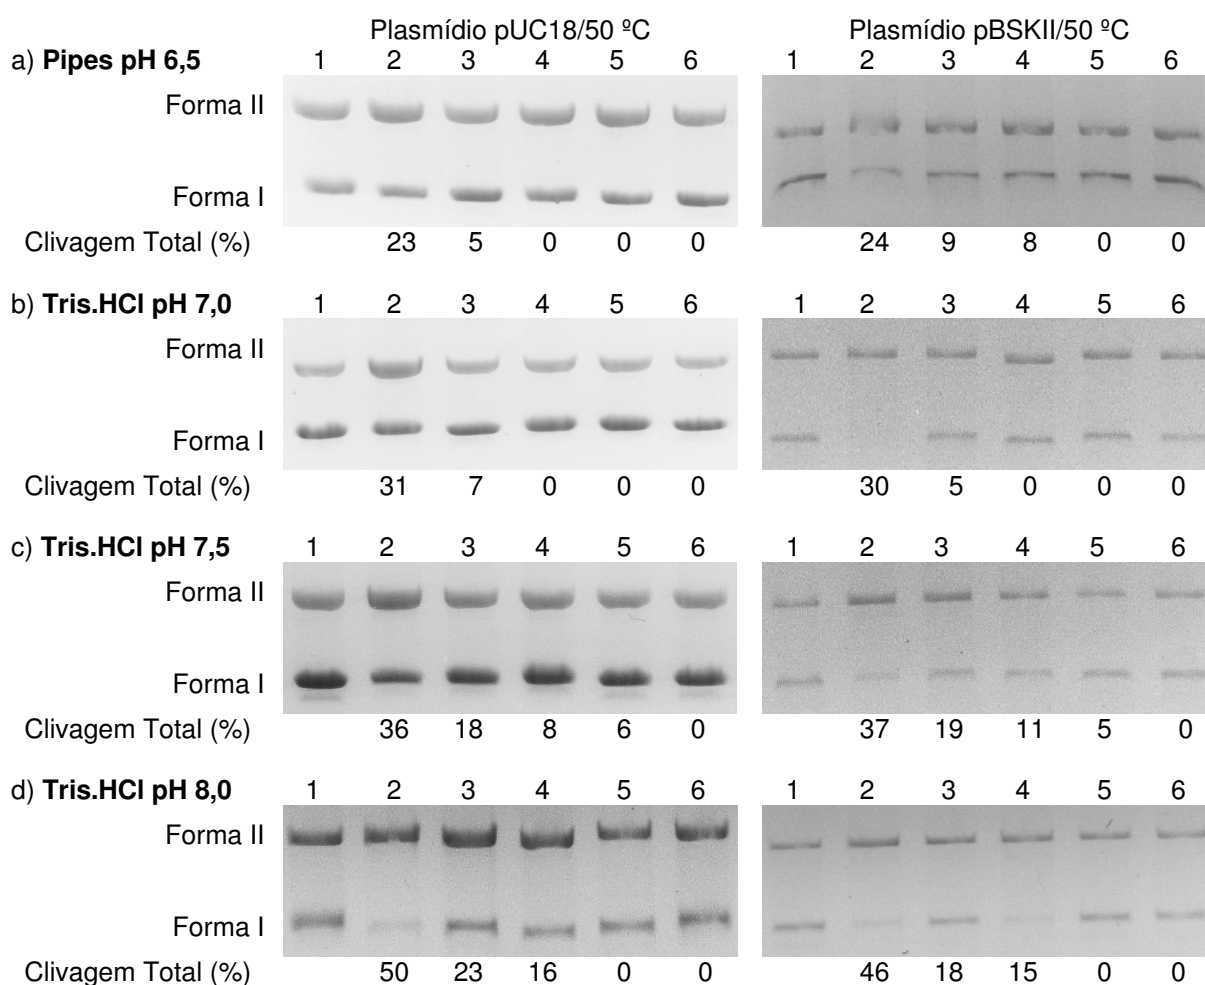 Plasmídio pUC18/50 ºC Plasmídio pBSKII/50 ºC
a) Pipes pH 6,5 1 2 3 4 5 6 1 2 3 4 5 6
Forma II
Forma I
Clivagem Total (%) 23 5 0 0 0 24 9 8 0 0
b) Tris.HCl pH 7,0 1 2 3 4 5 6 1 2 3 4 5 6
Forma II
Forma I
Clivagem Total (%) 31 7 0 0 0 30 5 0 0 0
c) Tris.HCl pH 7,5 1 2 3 4 5 6 1 2 3 4 5 6
Forma II
Forma I
Clivagem Total (%) 36 18 8 6 0 37 19 11 5 0
d) Tris.HCl pH 8,0 1 2 3 4 5 6 1 2 3 4 5 6
Forma II
Forma I
Clivagem Total (%) 50 23 16 0 0 46 18 15 0 0